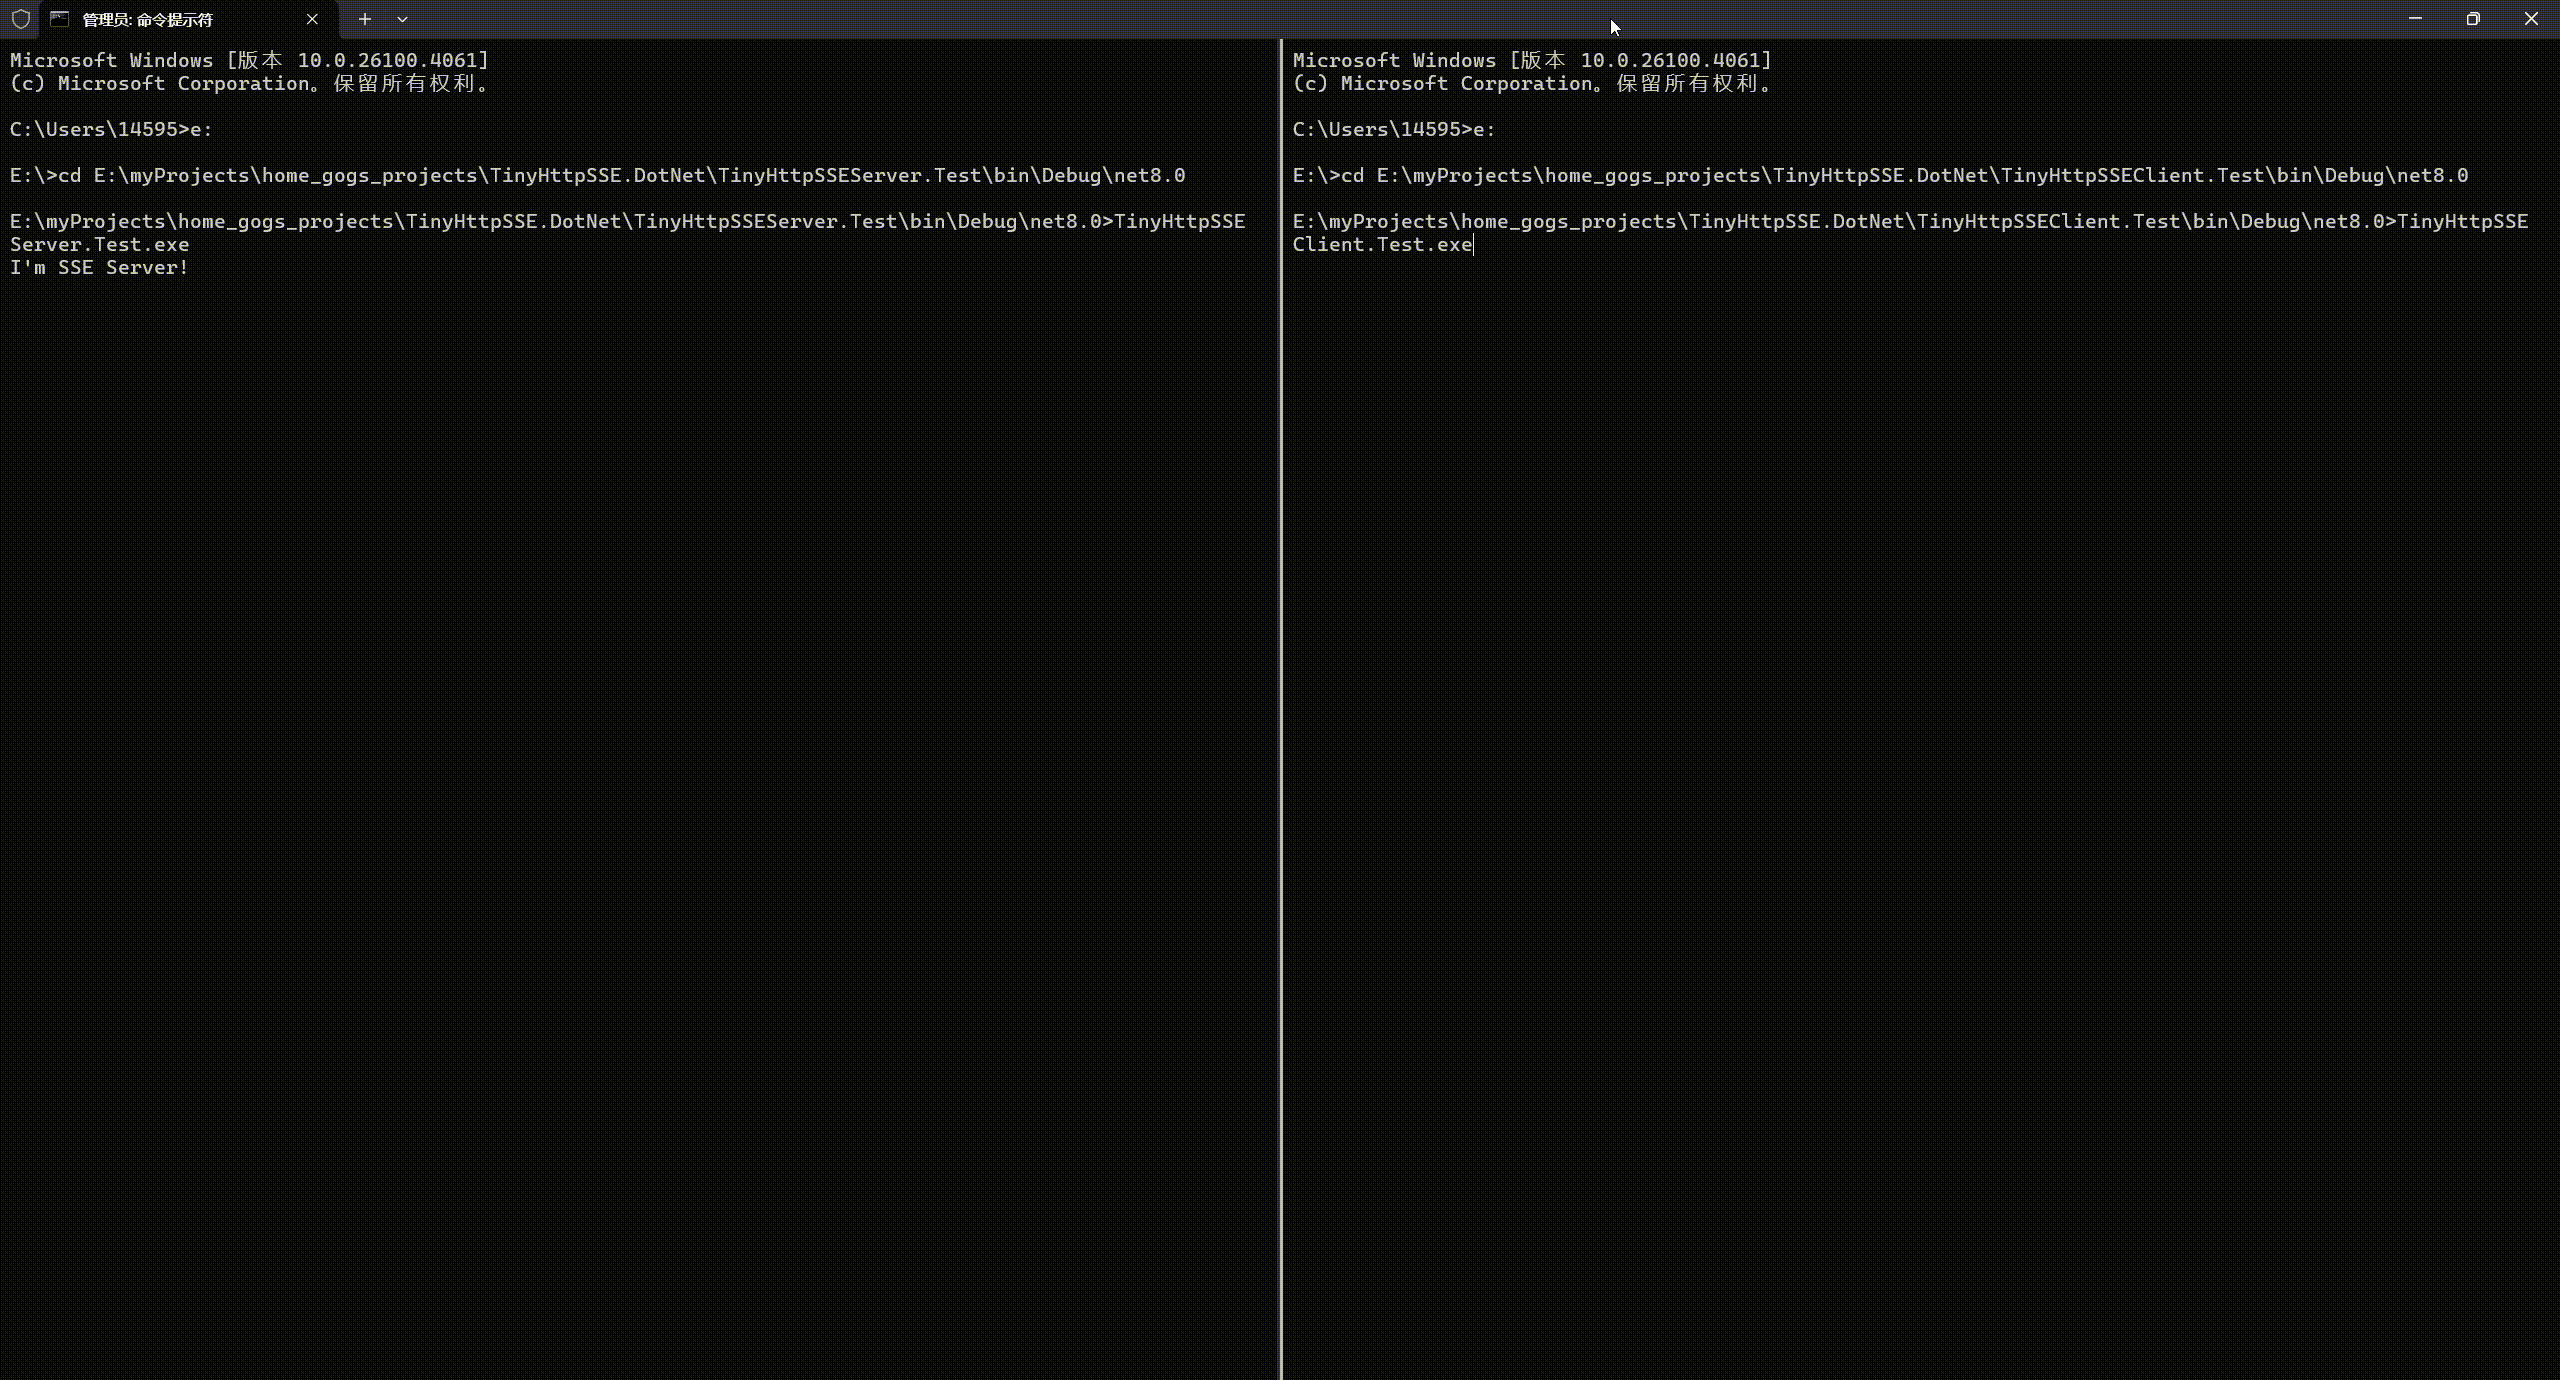 管理员: 命令提示符
Microsoft Windows [版本 10.0.26100.4061]
(c) Microsoft Corporation。保留所有权利。
C:\Users\14595>e:
E:\>cd E:\myProjects\home_gogs_projects\TinyHttpSSE.DotNet\TinyHttpSSEServer.Test\bin\Debug\net8.0
E:\myProjects\home_gogs_projects\TinyHttpSSE.DotNet\TinyHttpSSEServer.Test\bin\Debug\net8.0>TinyHttpSSE
Server.Test.exe
I'm SSE Server!
Microsoft Windows [版本 10.0.26100.4061]
(c) Microsoft Corporation。保留所有权利。
C:\Users\14595>e:
E:\>cd E:\myProjects\home_gogs_projects\TinyHttpSSE.DotNet\TinyHttpSSEClient.Test\bin\Debug\net8.0
E:\myProjects\home_gogs_projects\TinyHttpSSE.DotNet\TinyHttpSSEClient.Test\bin\Debug\net8.0>TinyHttpSSE
Client.Test.exe